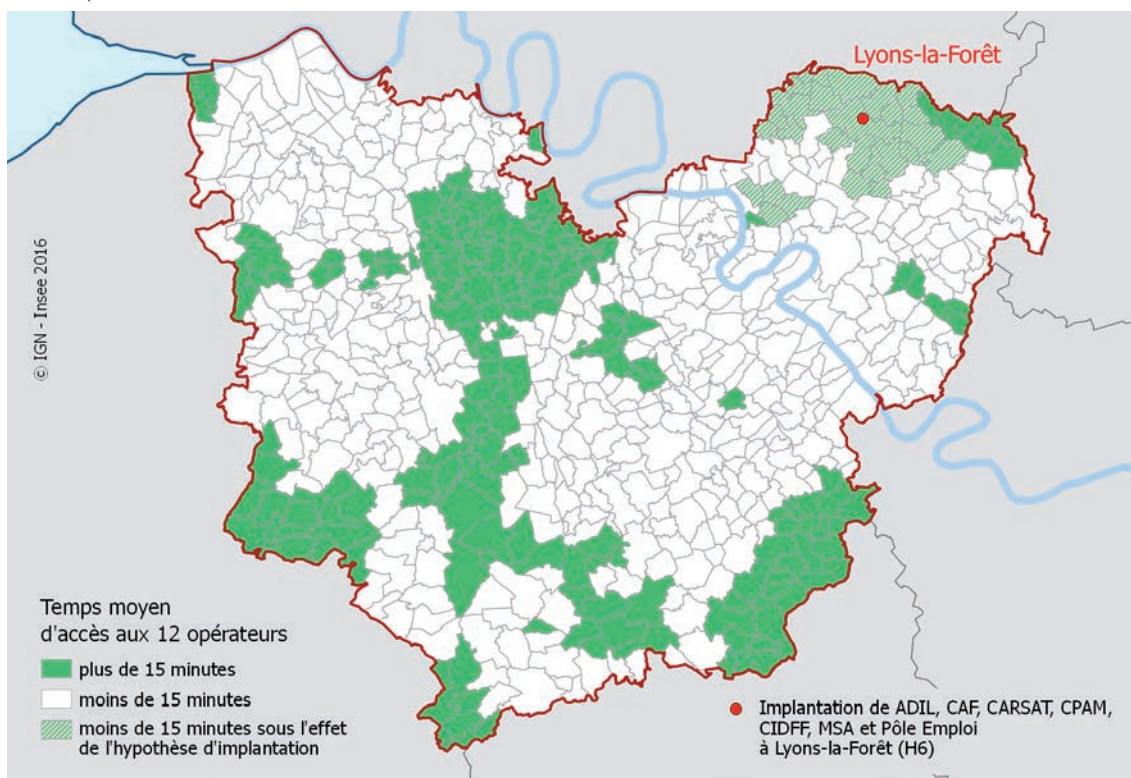 Lyons-la-Forêt
© IGN - Insee 2016
Temps moyen
d'accès aux 12 opérateurs
plus de 15 minutes
moins de 15 minutes
moins de 15 minutes sous l'effet
de l'hypothèse d'implantation
Implantation de ADIL, CAF, CARSAT, CPAM,
CIDFF, MSA et Pôle Emploi
à Lyons-la-Forêt (H6)